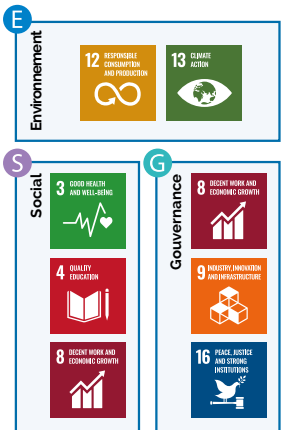 E
Environnement
12 RESPONSIBLE
CONSUMPTION
AND PRODUCTION
13 CLIMATE
ACTION
S
Social
3 GOOD HEALTH
AND WELL-BEING
4 QUALITY
EDUCATION
8 DECENT WORK AND
ECONOMIC GROWTH
G
Gouvernance
8 DECENT WORK AND
ECONOMIC GROWTH
9 INDUSTRY, INNOVATION
AND INFRASTRUCTURE
16 PEACE, JUSTICE
AND STRONG
INSTITUTIONS